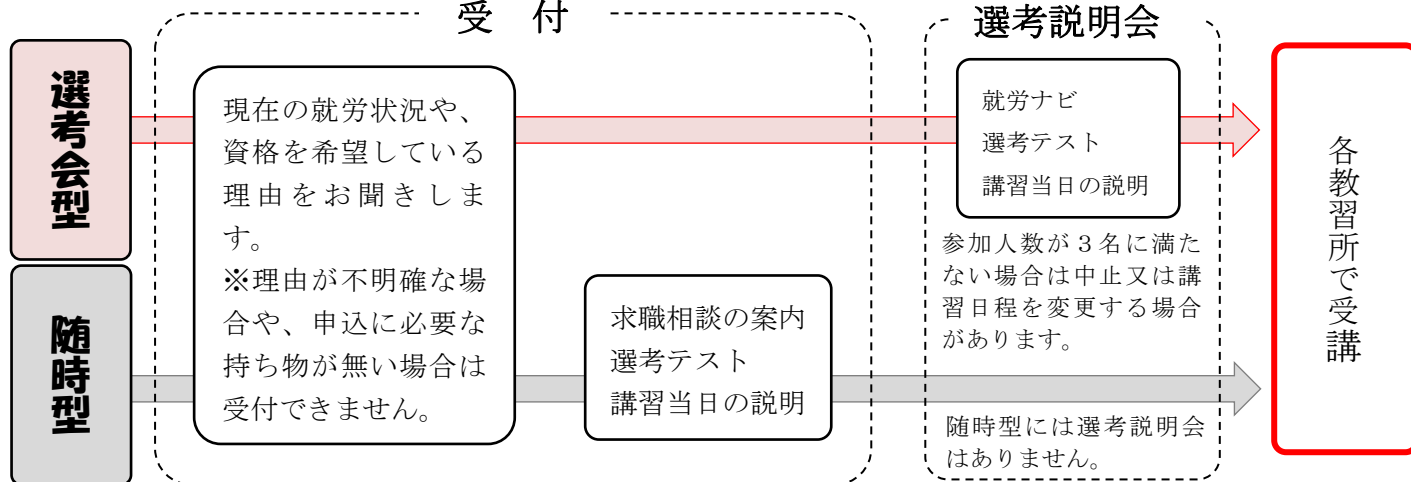 受　付
選考説明会
選考会型
現在の就労状況や、
資格を希望している
理由をお聞きしま
す。
※理由が不明確な場
合や、申込に必要な
持ち物が無い場合は
受付できません。
就労ナビ
選考テスト
講習当日の説明
参加人数が３名に満た
ない場合は中止又は講
習日程を変更する場合
があります。
随時型
求職相談の案内
選考テスト
講習当日の説明
随時型には選考説明会
はありません。
各教習所で受講